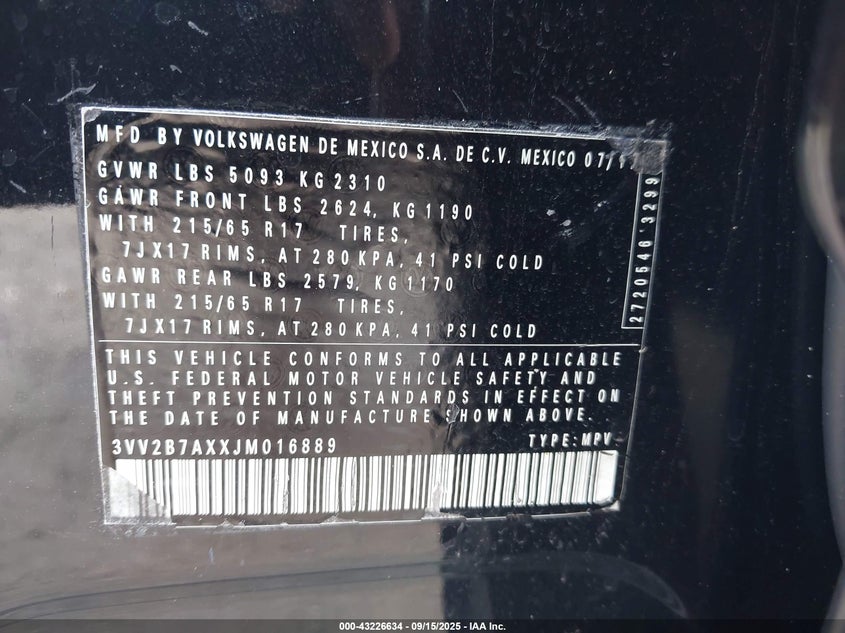 MFD BY VOLKSWAGEN DE MEXICO S.A. DE C.V. MEXICO
GVWR LBS 5093 KG 2310
GAWR FRONT LBS 2624, KG 1190
WITH 215/65 R17 TIRES,
7JX17 RIMS, AT 280 KPA, 41 PSI COLD
GAWR REAR LBS 2579, KG 1170
WITH 215/65 R17 TIRES,
7JX17 RIMS, AT 280 KPA, 41 PSI COLD
2720546 3299
THIS VEHICLE CONFORMS TO ALL APPLICABLE
U.S. FEDERAL MOTOR VEHICLE SAFETY AND
THEFT PREVENTION STANDARDS IN EFFECT ON
THE DATE OF MANUFACTURE SHOWN ABOVE.
3VV2B7AXXJM016889 TYPE: MPV
000-43226634 - 09/15/2025 - IAA Inc.